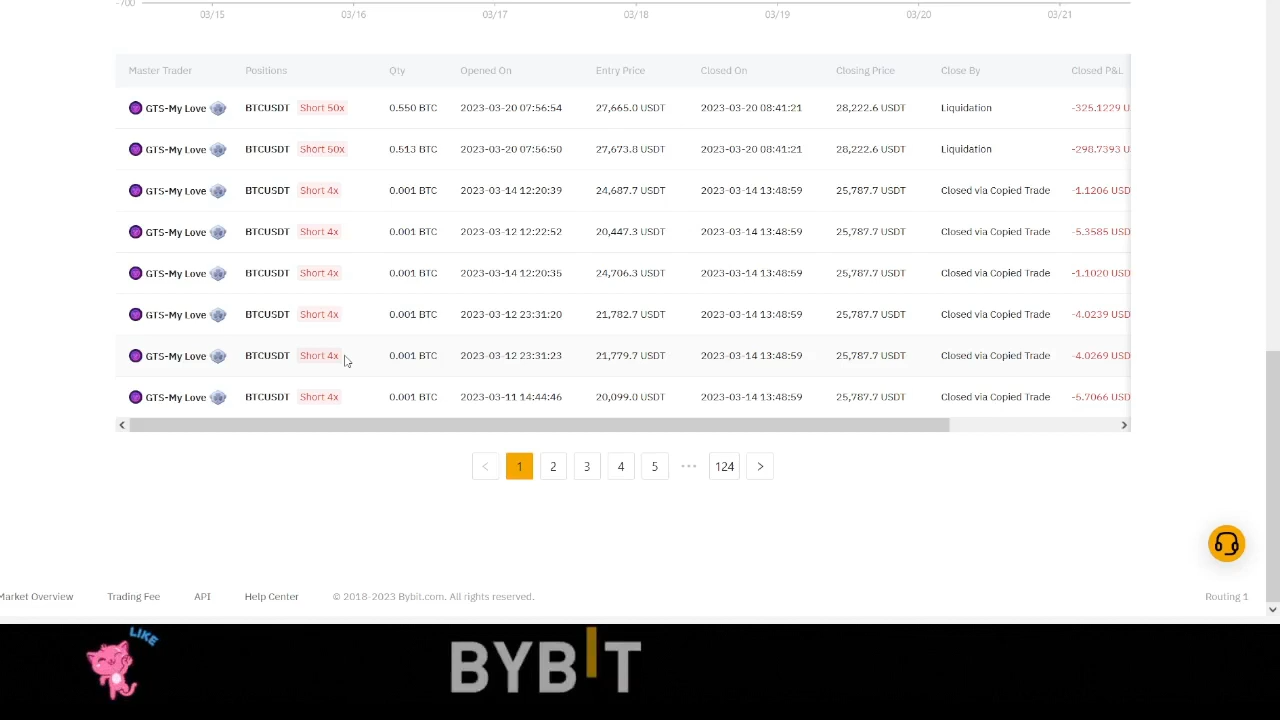 -700
03/15 03/16 03/17 03/18 03/19 03/20 03/21
Master Trader Positions Qty Opened On Entry Price Closed On Closing Price Close By Closed P&L
GTS-My Love BTCUSDT Short 50x 0.550 BTC 2023-03-20 07:56:54 27,665.0 USDT 2023-03-20 08:41:21 28,222.6 USDT Liquidation -325.1229 U
GTS-My Love BTCUSDT Short 50x 0.513 BTC 2023-03-20 07:56:50 27,673.8 USDT 2023-03-20 08:41:21 28,222.6 USDT Liquidation -298.7393 U
GTS-My Love BTCUSDT Short 4x 0.001 BTC 2023-03-14 12:20:39 24,687.7 USDT 2023-03-14 13:48:59 25,787.7 USDT Closed via Copied Trade -1.1206 USD
GTS-My Love BTCUSDT Short 4x 0.001 BTC 2023-03-12 12:22:52 20,447.3 USDT 2023-03-14 13:48:59 25,787.7 USDT Closed via Copied Trade -5.3585 USD
GTS-My Love BTCUSDT Short 4x 0.001 BTC 2023-03-14 12:20:35 24,706.3 USDT 2023-03-14 13:48:59 25,787.7 USDT Closed via Copied Trade -1.1020 USD
GTS-My Love BTCUSDT Short 4x 0.001 BTC 2023-03-12 23:31:20 21,782.7 USDT 2023-03-14 13:48:59 25,787.7 USDT Closed via Copied Trade -4.0239 USD
GTS-My Love BTCUSDT Short 4x 0.001 BTC 2023-03-12 23:31:23 21,779.7 USDT 2023-03-14 13:48:59 25,787.7 USDT Closed via Copied Trade -4.0269 USD
GTS-My Love BTCUSDT Short 4x 0.001 BTC 2023-03-11 14:44:46 20,099.0 USDT 2023-03-14 13:48:59 25,787.7 USDT Closed via Copied Trade -5.7066 USD
1 2 3 4 5 ••• 124
Market Overview Trading Fee API Help Center © 2018-2023 Bybit.com. All rights reserved. Routing 1
LIKE
BYBIT